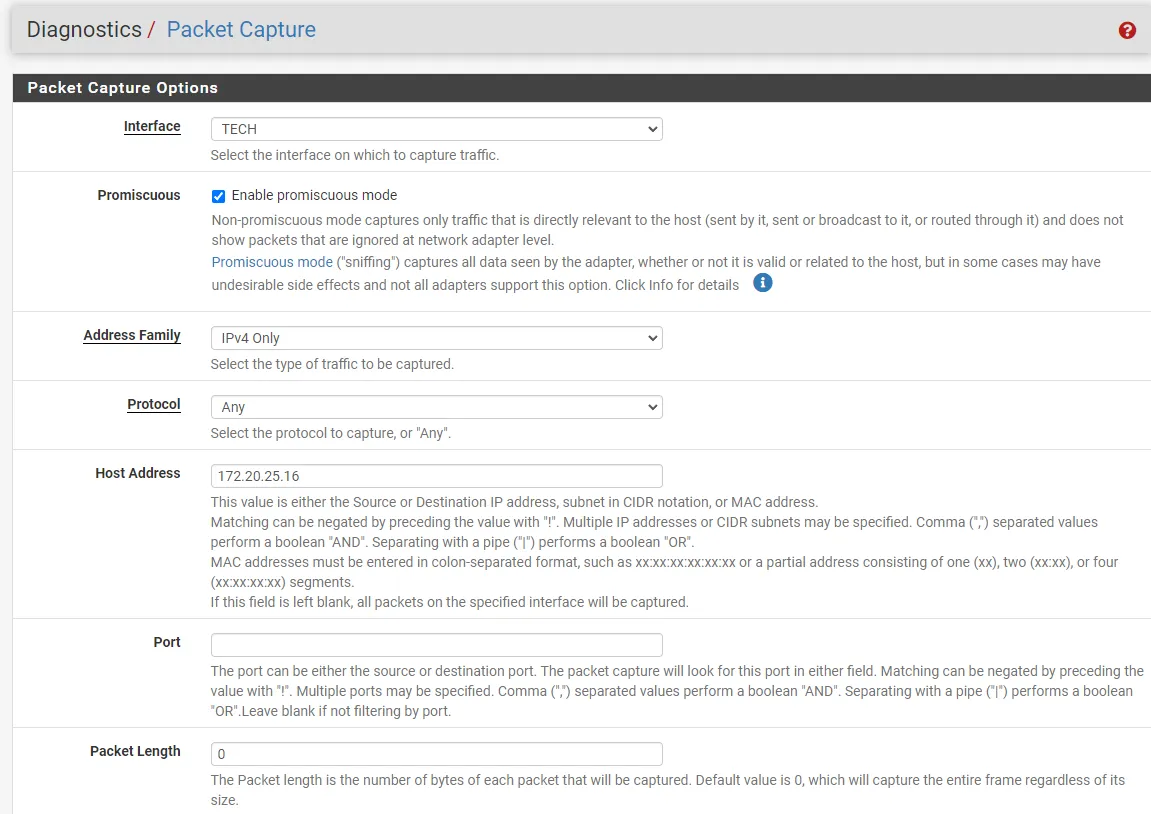 Diagnostics / Packet Capture
Packet Capture Options
Interface
TECH
Select the interface on which to capture traffic.
Promiscuous
Enable promiscuous mode
Non-promiscuous mode captures only traffic that is directly relevant to the host (sent by it, sent or broadcast to it, or routed through it) and does not
show packets that are ignored at network adapter level.
Promiscuous mode ("sniffing") captures all data seen by the adapter, whether or not it is valid or related to the host, but in some cases may have
undesirable side effects and not all adapters support this option. Click Info for details
Address Family
IPv4 Only
Select the type of traffic to be captured.
Protocol
Any
Select the protocol to capture, or "Any".
Host Address
172.20.25.16
This value is either the Source or Destination IP address, subnet in CIDR notation, or MAC address.
Matching can be negated by preceding the value with "!". Multiple IP addresses or CIDR subnets may be specified. Comma (",") separated values
perform a boolean "AND". Separating with a pipe ("|") performs a boolean "OR".
MAC addresses must be entered in colon-separated format, such as xx:xx:xx:xx:xx:xx or a partial address consisting of one (xx), two (xx:xx), or four
(xx:xx:xx:xx) segments.
If this field is left blank, all packets on the specified interface will be captured.
Port
The port can be either the source or destination port. The packet capture will look for this port in either field. Matching can be negated by preceding the
value with "!". Multiple ports may be specified. Comma (",") separated values perform a boolean "AND". Separating with a pipe ("|") performs a boolean
"OR".Leave blank if not filtering by port.
Packet Length
0
The Packet length is the number of bytes of each packet that will be captured. Default value is 0, which will capture the entire frame regardless of its
size.